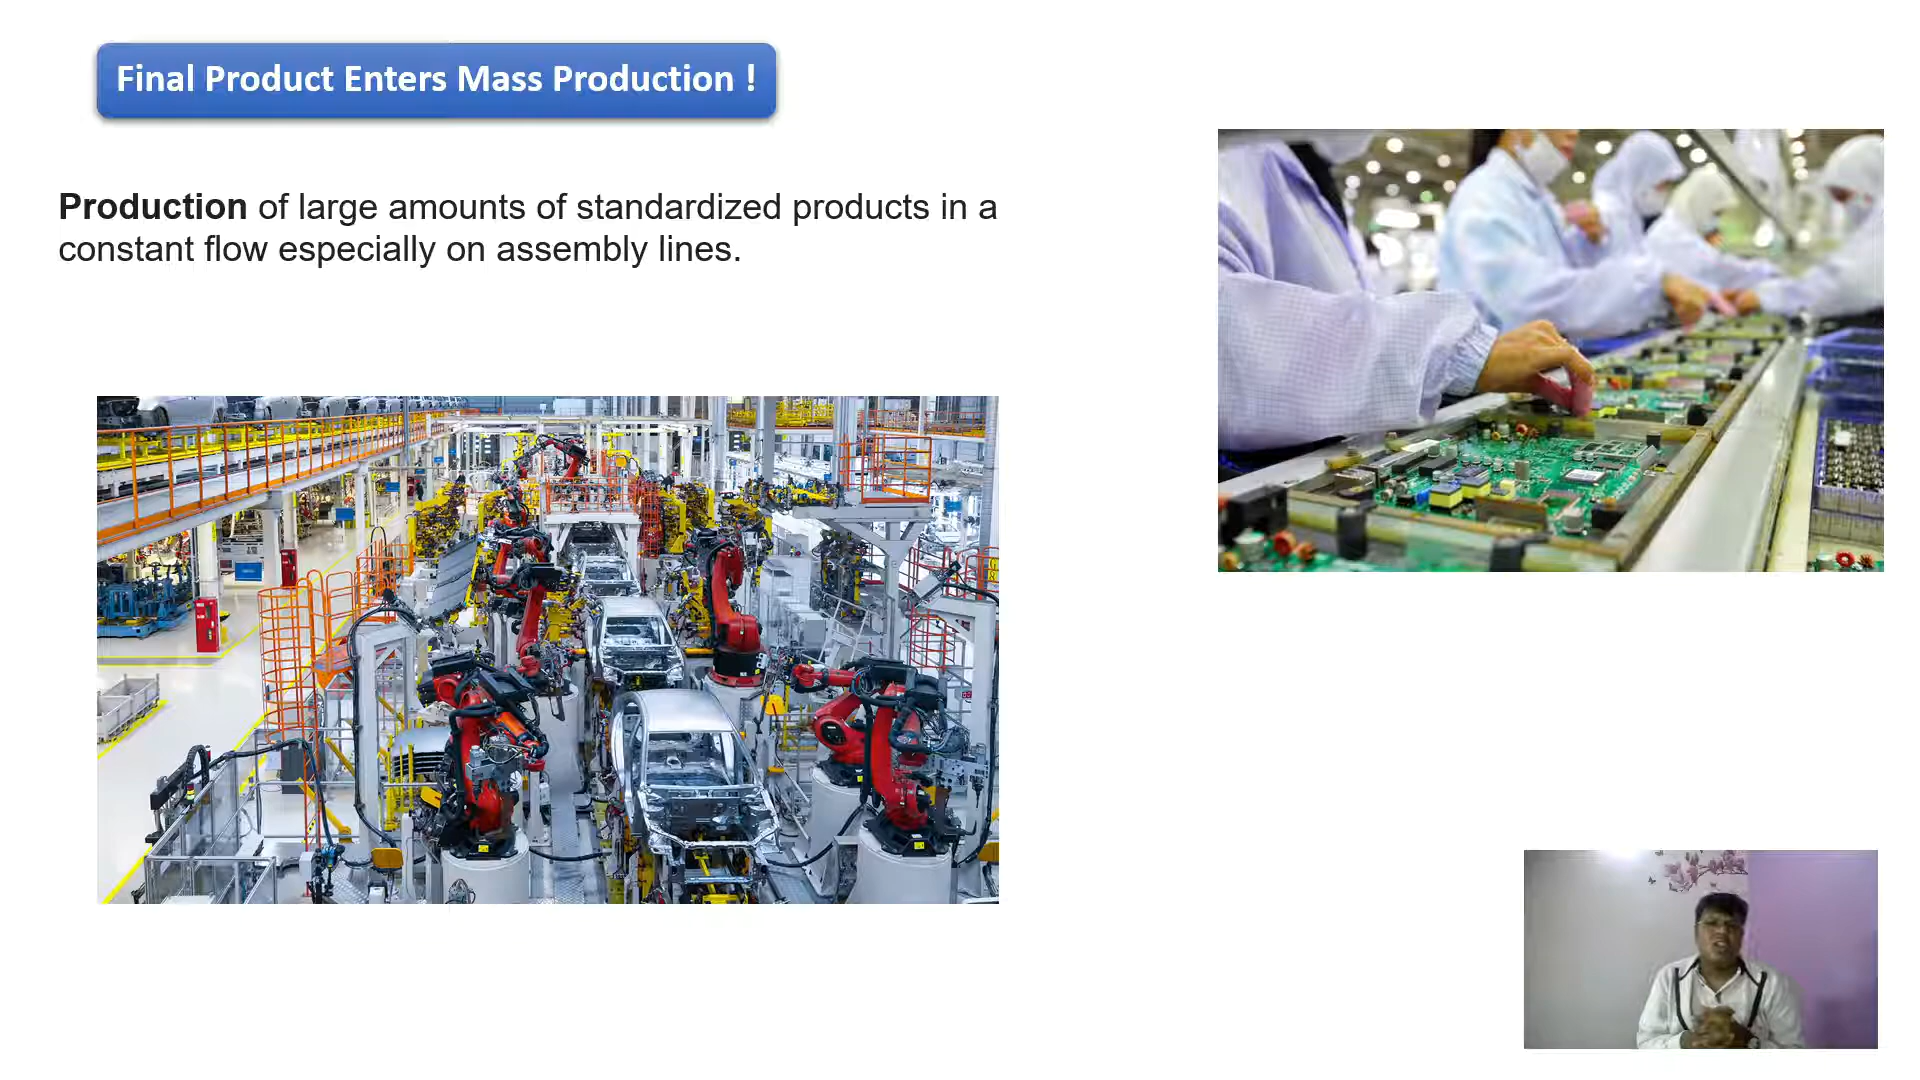 Final Product Enters Mass Production !
Production of large amounts of standardized products in a
constant flow especially on assembly lines.